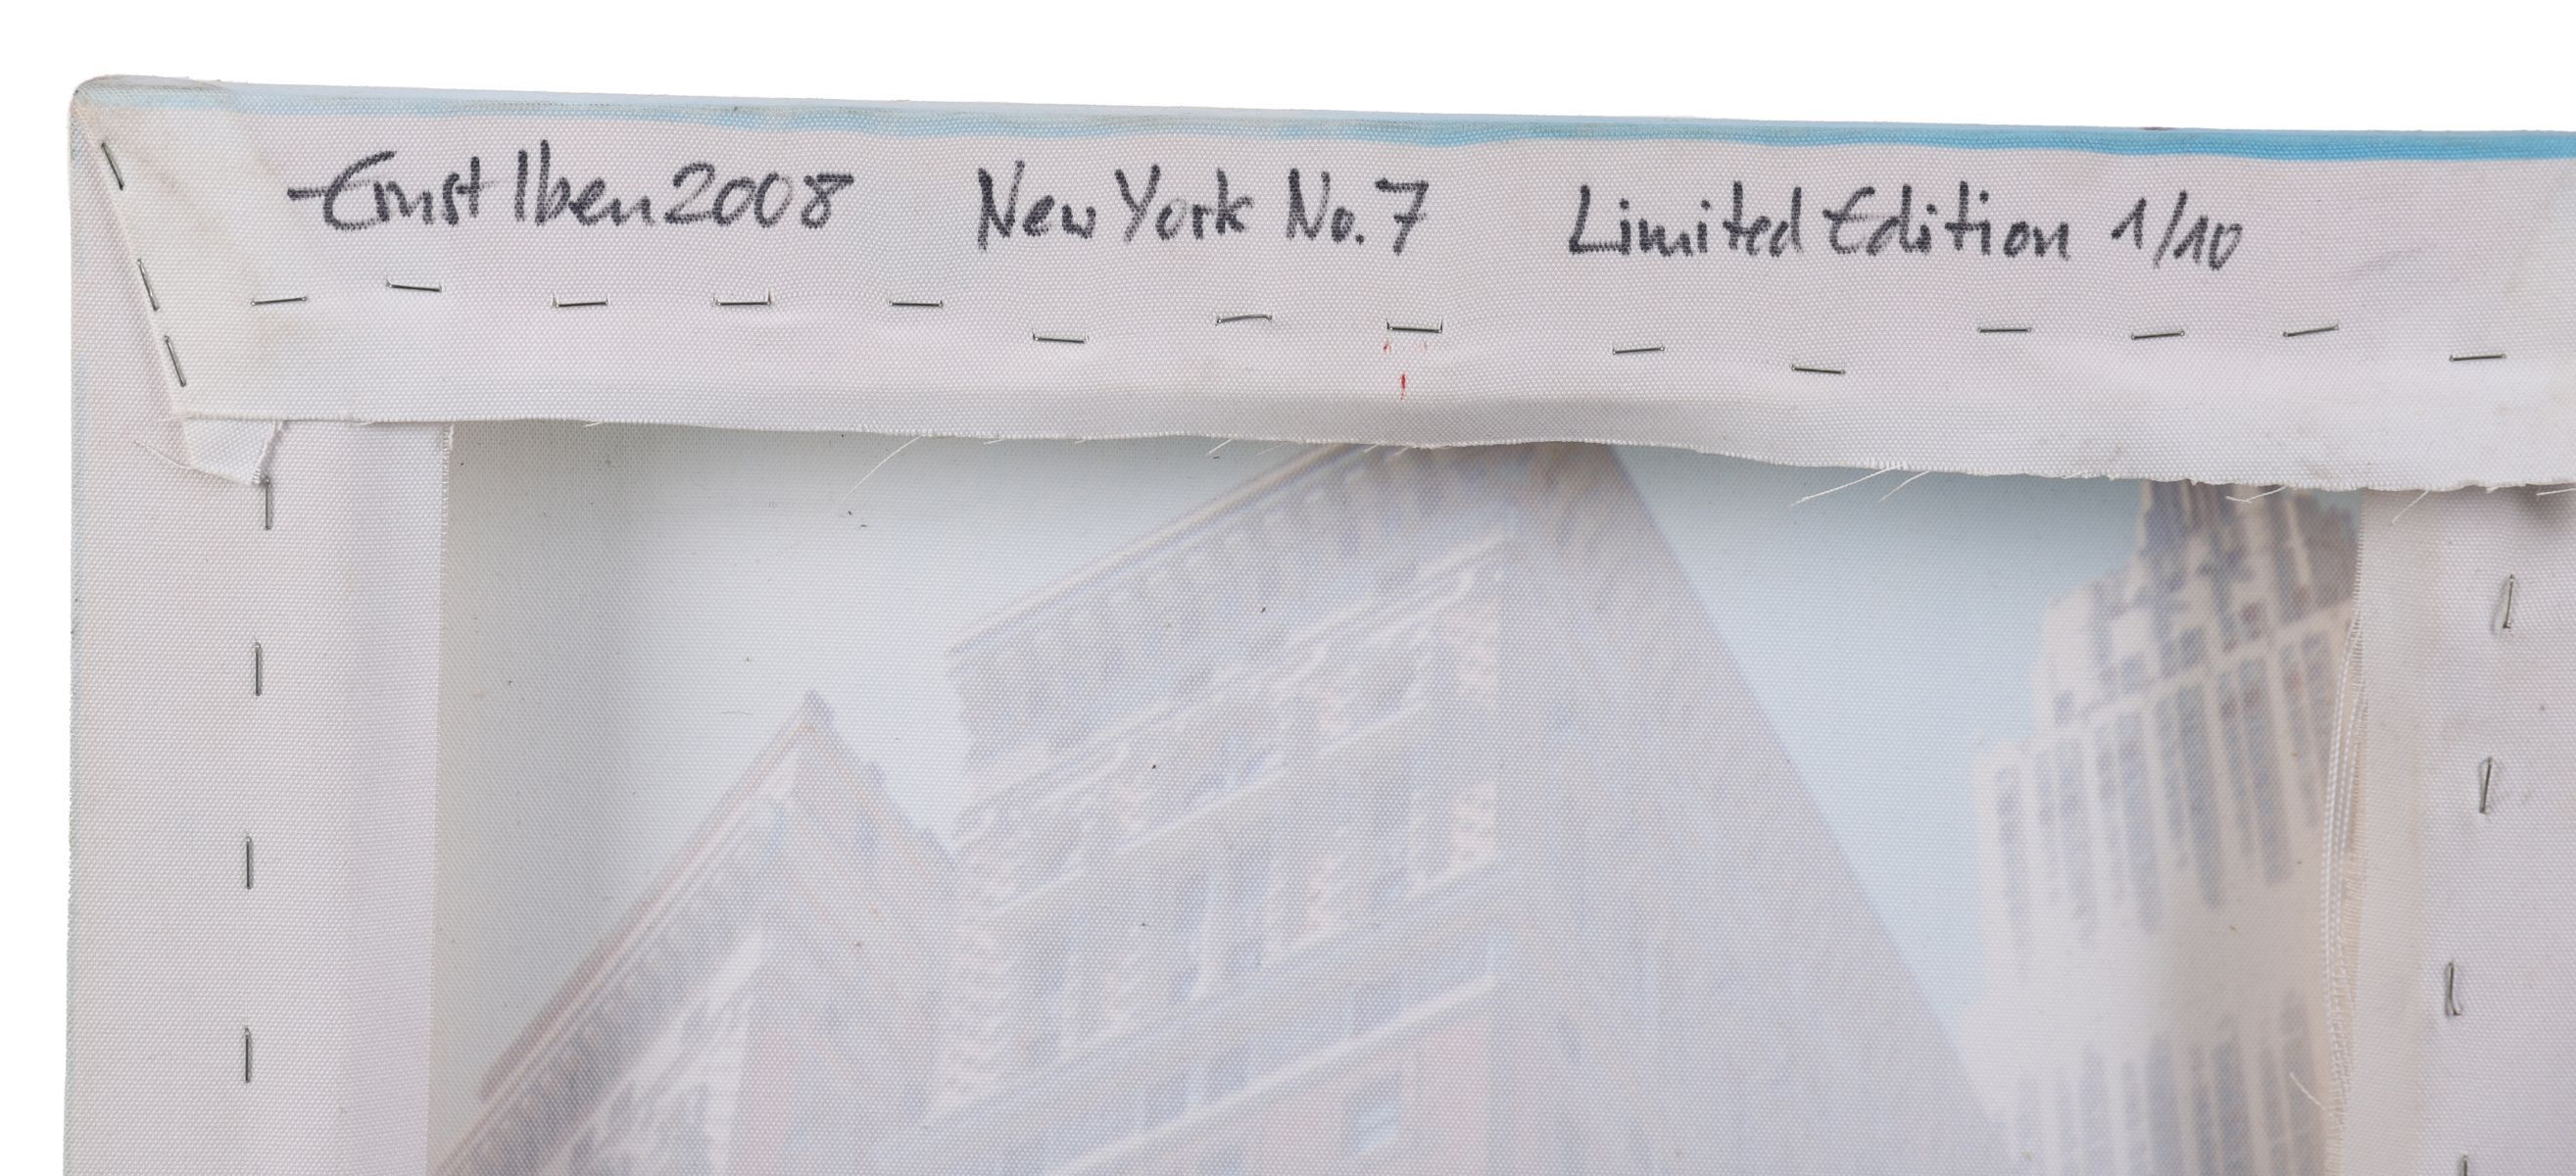 Ernst Iben 2008 New York No. 7 Limited Edition 1/10